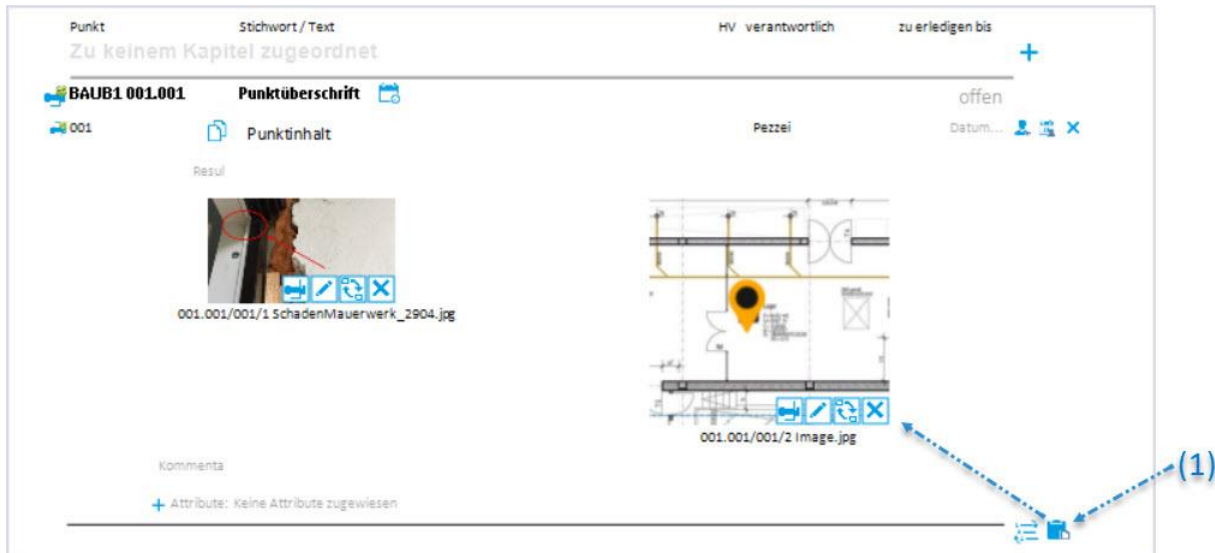 Punkt Stichwort / Text HV verantwortlich zu erledigen bis
Zu keinem Kapitel zugeordnet
BAUB1 001.001 Punktüberschrift offen
001 Punktinhalt Pezzei Datum...
Resul
001.001/001/1 SchadenMauerwerk_2904.jpg
001.001/001/2 Image.jpg
(1)
Kommenta
Attribute: Keine Attribute zugewiesen